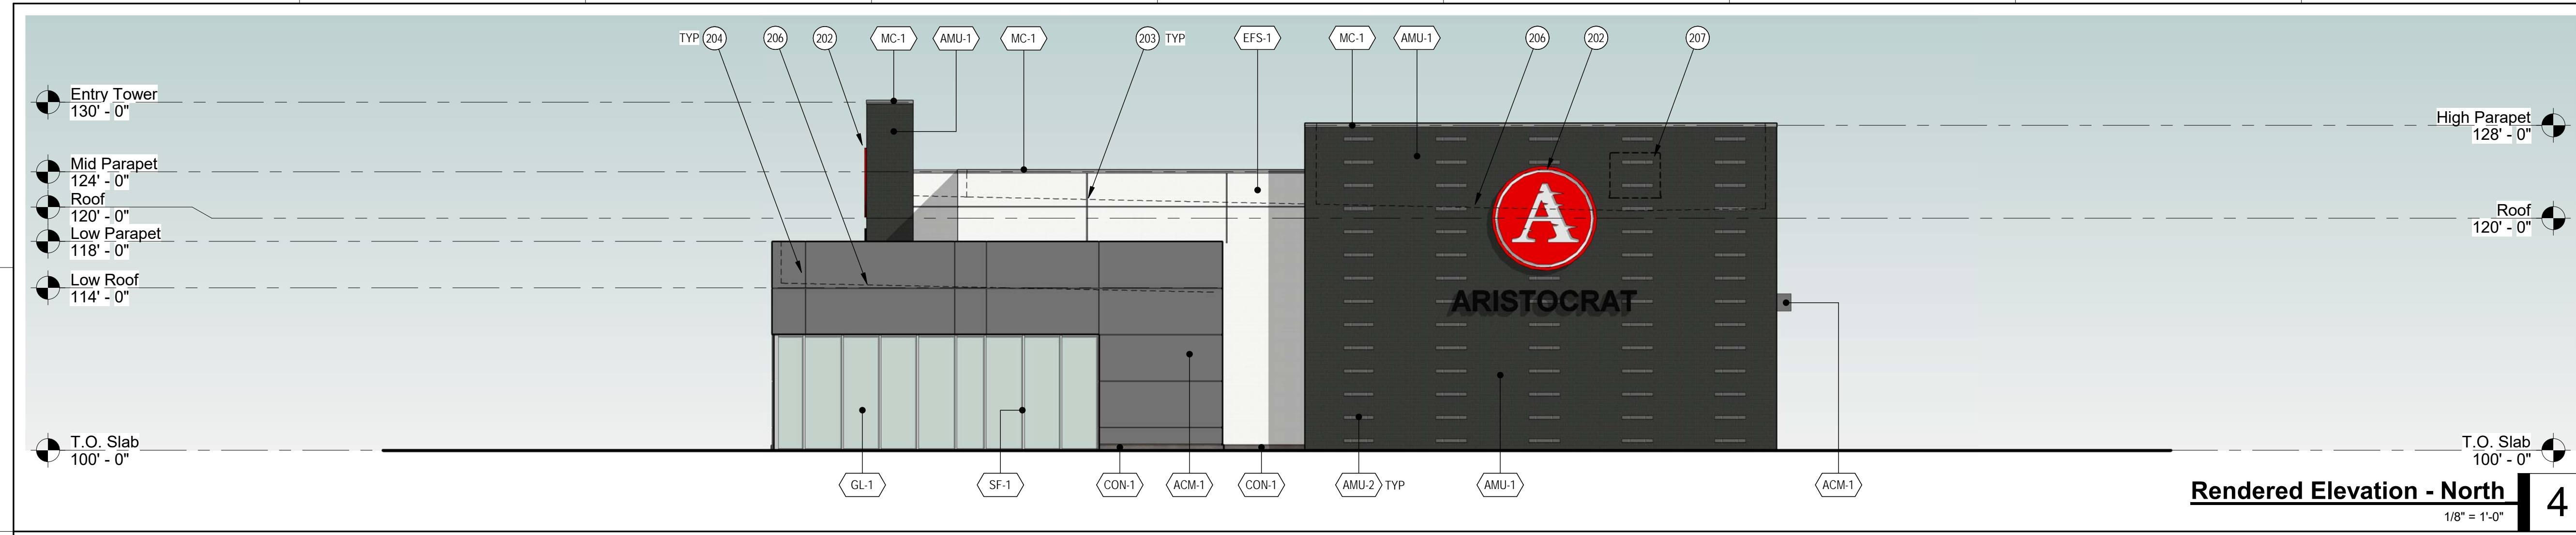 TYP 204 206 202 MC-1 AMU-1 MC-1 203 TYP EFS-1 MC-1 AMU-1 206 202 207
Entry Tower
130' - 0"
High Parapet
128' - 0"
Mid Parapet
124' - 0"
Roof
120' - 0"
Roof
120' - 0"
Low Parapet
118' - 0"
Low Roof
114' - 0"
A
ARISTOCRAT
T.O. Slab
100' - 0"
T.O. Slab
100' - 0"
GL-1 SF-1 CON-1 ACM-1 CON-1 AMU-2 TYP AMU-1 ACM-1
Rendered Elevation - North
1/8" = 1'-0"
4